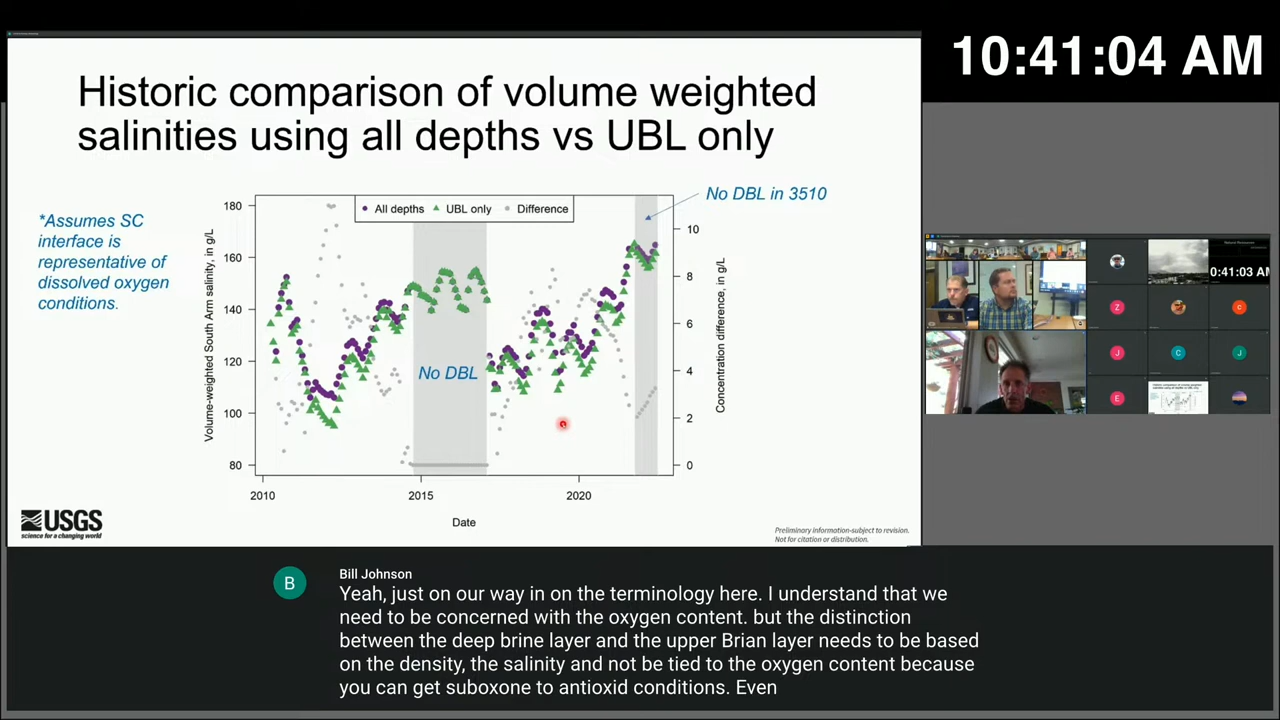 10:41:04 AM
Historic comparison of volume weighted
salinities using all depths vs UBL only
*Assumes SC
interface is
representative of
dissolved oxygen
conditions.
No DBL in 3510
All depths
UBL only
Difference
180
160
140
120
100
80
Volume-weighted South Arm salinity, in g/L
No DBL
10
8
6
4
2
0
Concentration difference, in g/L
2010
2015
2020
Date
USGS
science for a changing world
Preliminary information-subject to revision.
Not for citation or distribution.
0:41:03 AM
Z
C
J
C
J
E
B
Bill Johnson
Yeah, just on our way in on the terminology here. I understand that we
need to be concerned with the oxygen content. but the distinction
between the deep brine layer and the upper Brian layer needs to be based
on the density, the salinity and not be tied to the oxygen content because
you can get suboxone to antioxid conditions. Even